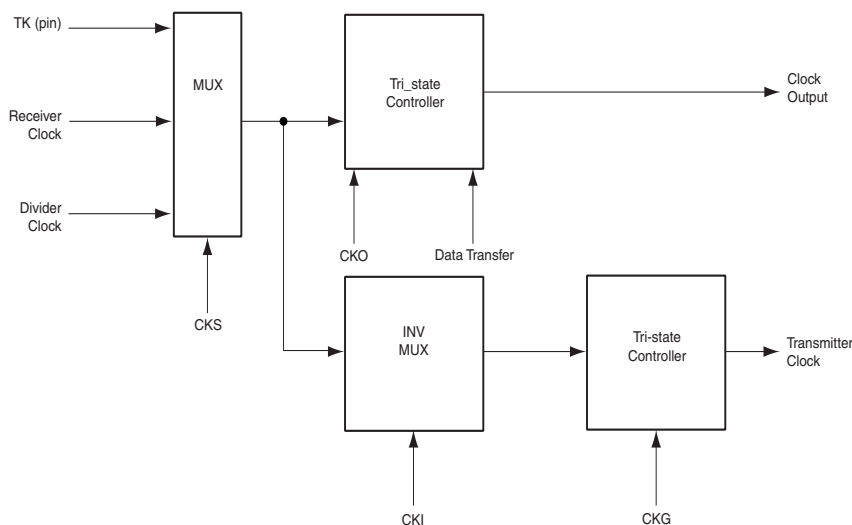 TK (pin)
MUX
Tri_state
Controller
Clock
Output
Receiver
Clock
Divider
Clock
CKO
Data Transfer
CKS
INV
MUX
Tri-state
Controller
Transmitter
Clock
CKI
CKG